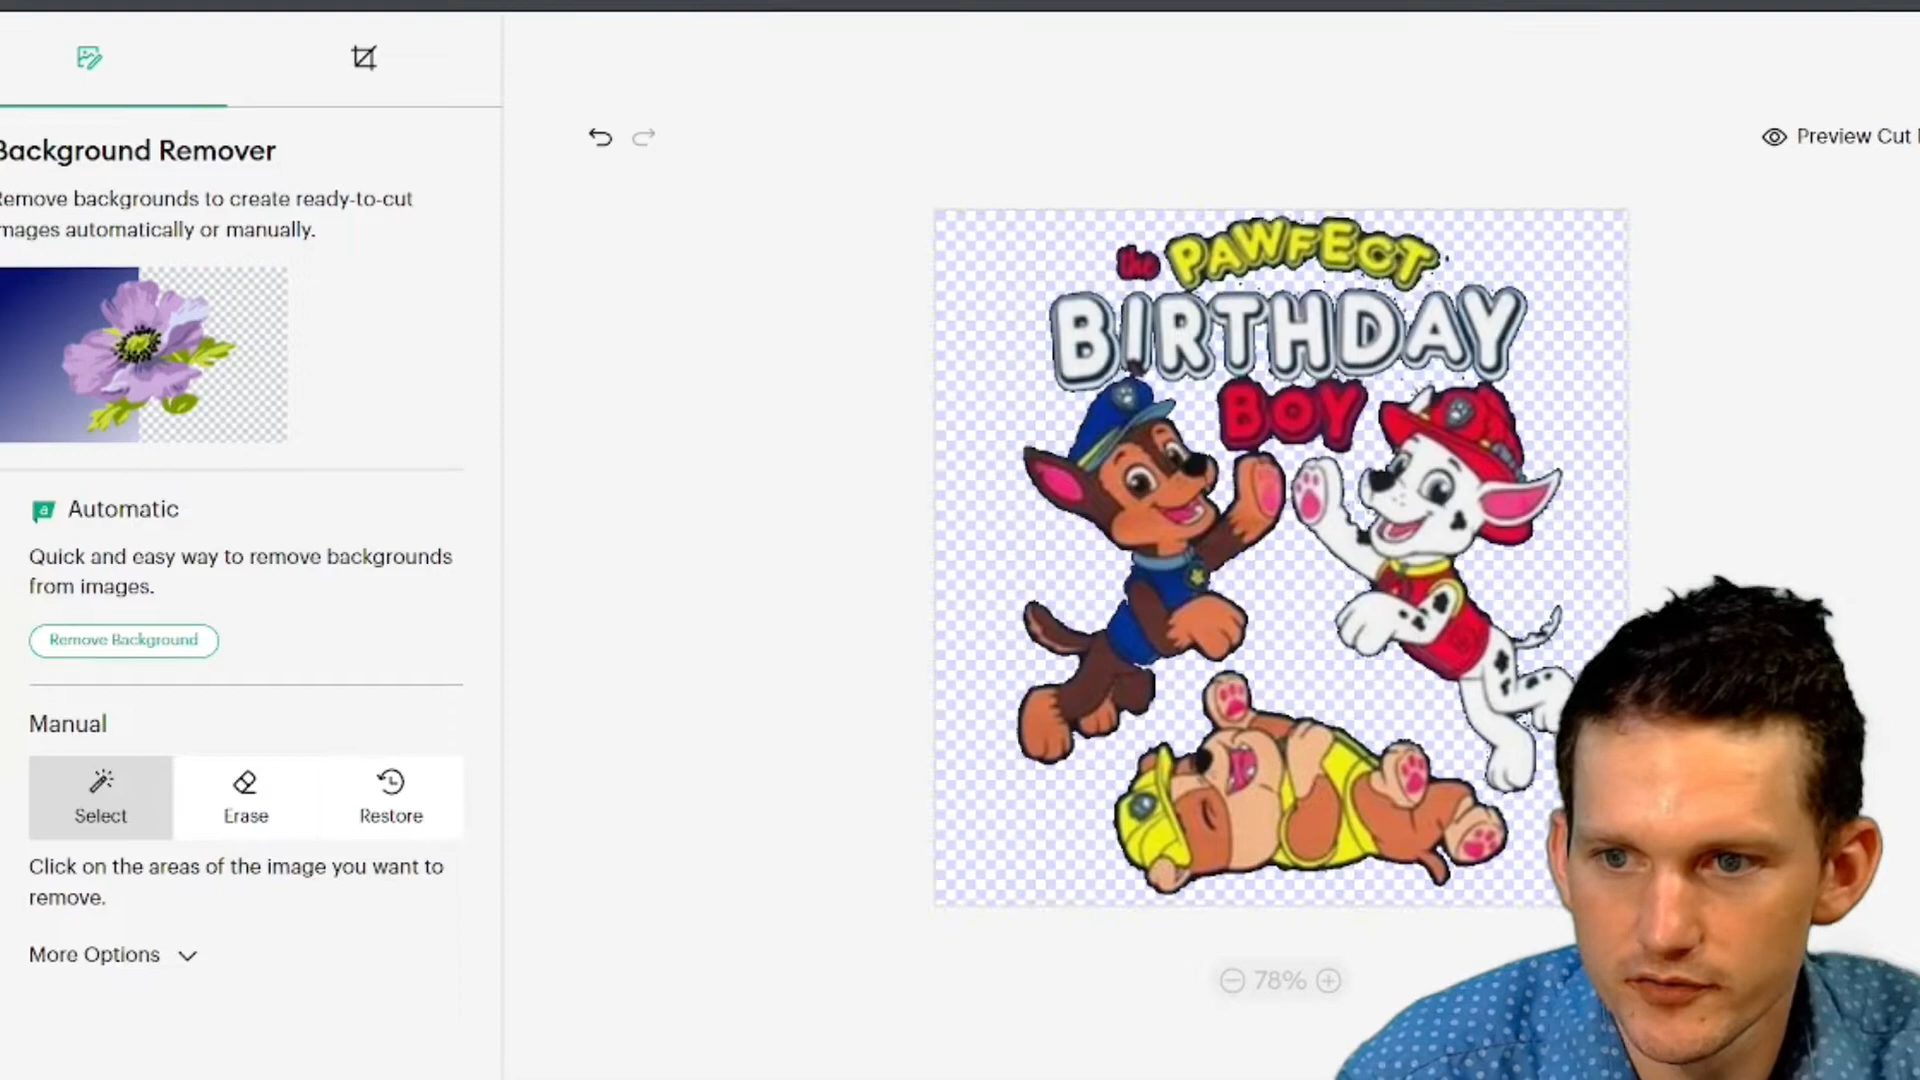 Background Remover
Remove backgrounds to create ready-to-cut
images automatically or manually.
Automatic
Quick and easy way to remove backgrounds
from images.
Remove Background
Manual
Select
Erase
Restore
Click on the areas of the image you want to
remove.
More Options
Preview Cut
the PAWFECT
BIRTHDAY
BOY
78%